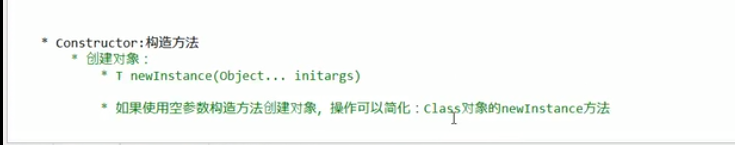 * Constructor:构造方法
* 创建对象：
* T newInstance(Object... initargs)
* 如果使用空参数构造方法创建对象，操作可以简化：Class对象的newInstance方法